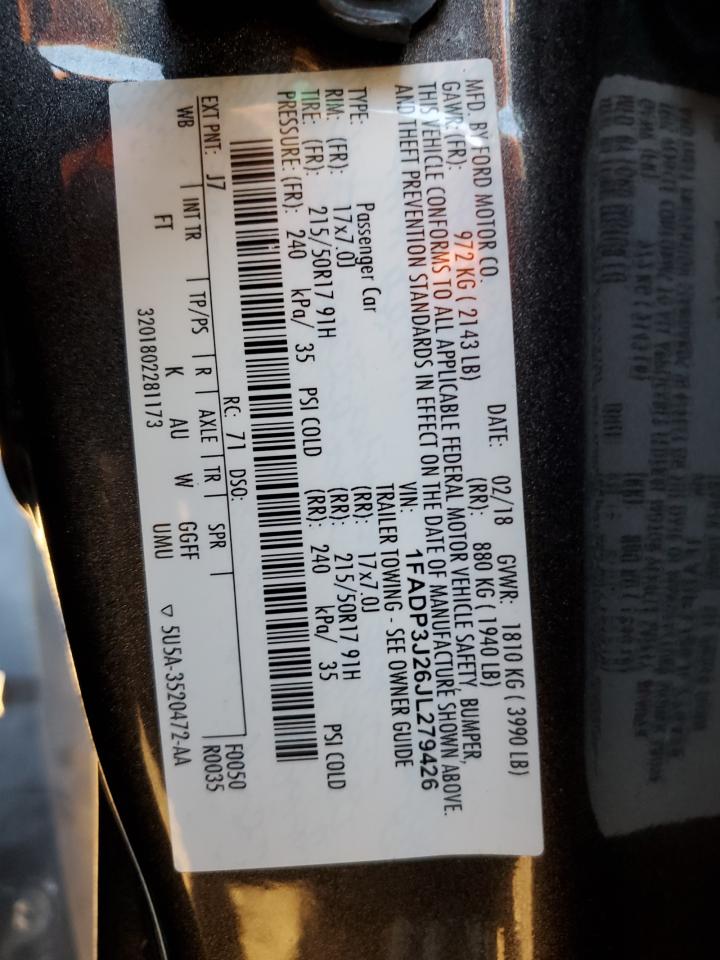 MFD. BY FORD MOTOR CO. DATE: 02/18 GVWR: 1810 KG ( 3990 LB)
GAWR: (FR): 972 KG ( 2143 LB) (RR): 880 KG ( 1940 LB)
THIS VEHICLE CONFORMS TO ALL APPLICABLE FEDERAL MOTOR VEHICLE SAFETY, BUMPER,
AND THEFT PREVENTION STANDARDS IN EFFECT ON THE DATE OF MANUFACTURE SHOWN ABOVE.
VIN: 1FADP3J26JL279426
TYPE: Passenger Car TRAILER TOWING - SEE OWNER GUIDE
RIM: (FR): 17x7.0J (RR): 17x7.0J
TIRE: (FR): 215/50R17 91H (RR): 215/50R17 91H
PRESSURE: (FR): 240 kPa/ 35 PSI COLD (RR): 240 kPa/ 35 PSI COLD
RC: 71 DSO: F0050
EXT PNT: J7 R0035
WB INT TR TP/PS R AXLE TR SPR
FT K AU W GGFF
UMU
3201802281173 ▽ 5U5A-3520472-AA